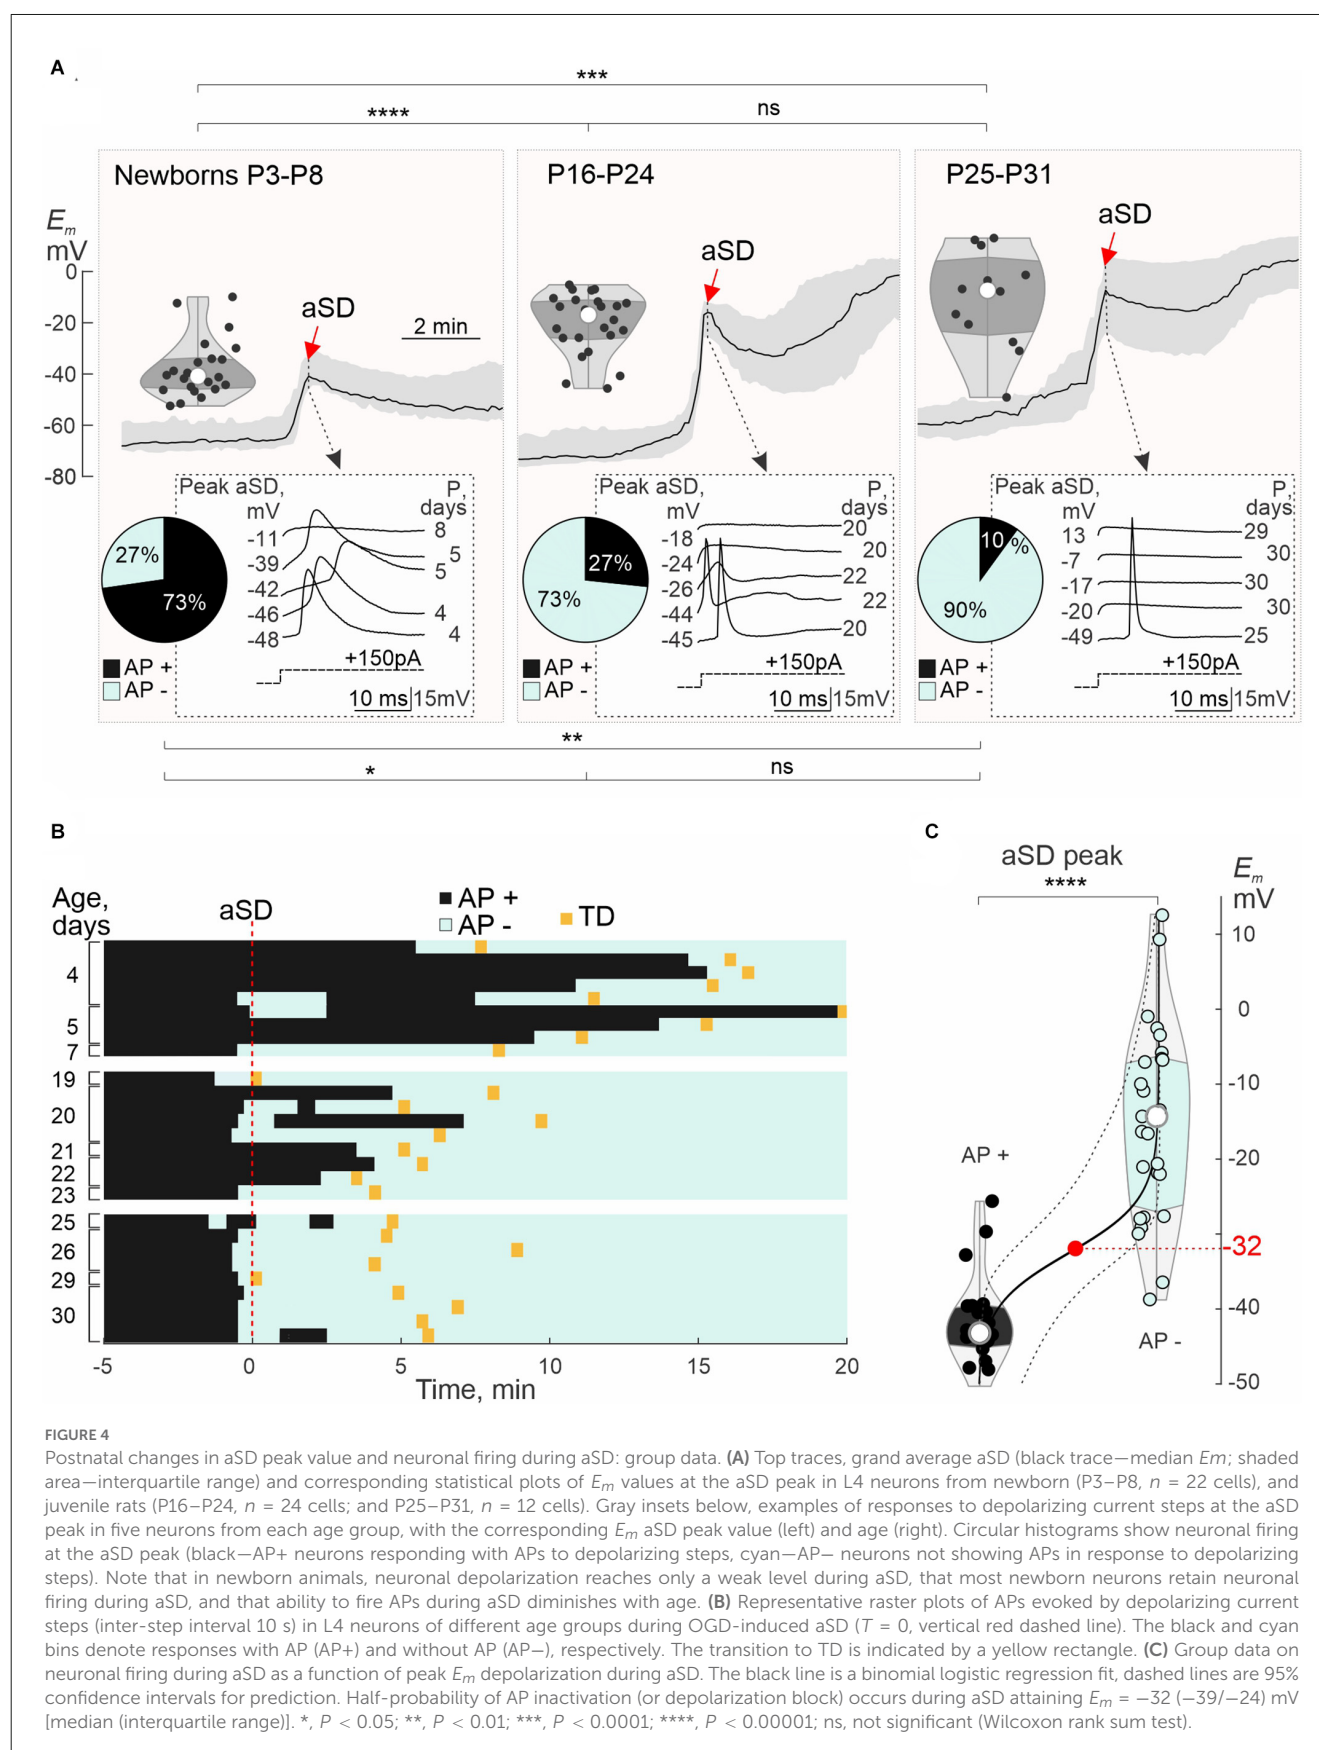 A
***
****
ns
Newborns P3-P8
P16-P24
P25-P31
Em
mV
0
-20
-40
-60
-80
aSD
2 min
aSD
aSD
Peak aSD,
mV
P,
days
-11
-39
-42
-46
-48
8
5
5
4
4
27%
73%
AP +
AP -
+150pA
10 ms
15mV
Peak aSD,
mV
P,
days
-18
-24
-26
-44
-45
20
20
22
22
20
27%
73%
AP +
AP -
+150pA
10 ms
15mV
Peak aSD,
mV
P,
days
13
-7
-17
-20
-49
29
30
30
30
25
10 %
90%
AP +
AP -
+150pA
10 ms
15mV
**
*
ns
B
Age,
days
aSD
AP +
AP -
TD
4
5
7
19
20
21
22
23
25
26
29
30
-5
0
5
10
15
20
Time, min
C
aSD peak
****
Em
mV
10
0
-10
-20
-32
-40
-50
AP +
AP -
FIGURE 4
Postnatal changes in aSD peak value and neuronal firing during aSD: group data. (A) Top traces, grand average aSD (black trace—median Em; shaded
area—interquartile range) and corresponding statistical plots of Em values at the aSD peak in L4 neurons from newborn (P3–P8, n = 22 cells), and
juvenile rats (P16–P24, n = 24 cells; and P25–P31, n = 12 cells). Gray insets below, examples of responses to depolarizing current steps at the aSD
peak in five neurons from each age group, with the corresponding Em aSD peak value (left) and age (right). Circular histograms show neuronal firing
at the aSD peak (black—AP+ neurons responding with APs to depolarizing steps, cyan—AP− neurons not showing APs in response to depolarizing
steps). Note that in newborn animals, neuronal depolarization reaches only a weak level during aSD, that most newborn neurons retain neuronal
firing during aSD, and that ability to fire APs during aSD diminishes with age. (B) Representative raster plots of APs evoked by depolarizing current
steps (inter-step interval 10 s) in L4 neurons of different age groups during OGD-induced aSD (T = 0, vertical red dashed line). The black and cyan
bins denote responses with AP (AP+) and without AP (AP−), respectively. The transition to TD is indicated by a yellow rectangle. (C) Group data on
neuronal firing during aSD as a function of peak Em depolarization during aSD. The black line is a binomial logistic regression fit, dashed lines are 95%
confidence intervals for prediction. Half-probability of AP inactivation (or depolarization block) occurs during aSD attaining Em = −32 (−39/−24) mV
[median (interquartile range)]. *, P < 0.05; **, P < 0.01; ***, P < 0.0001; ****, P < 0.00001; ns, not significant (Wilcoxon rank sum test).